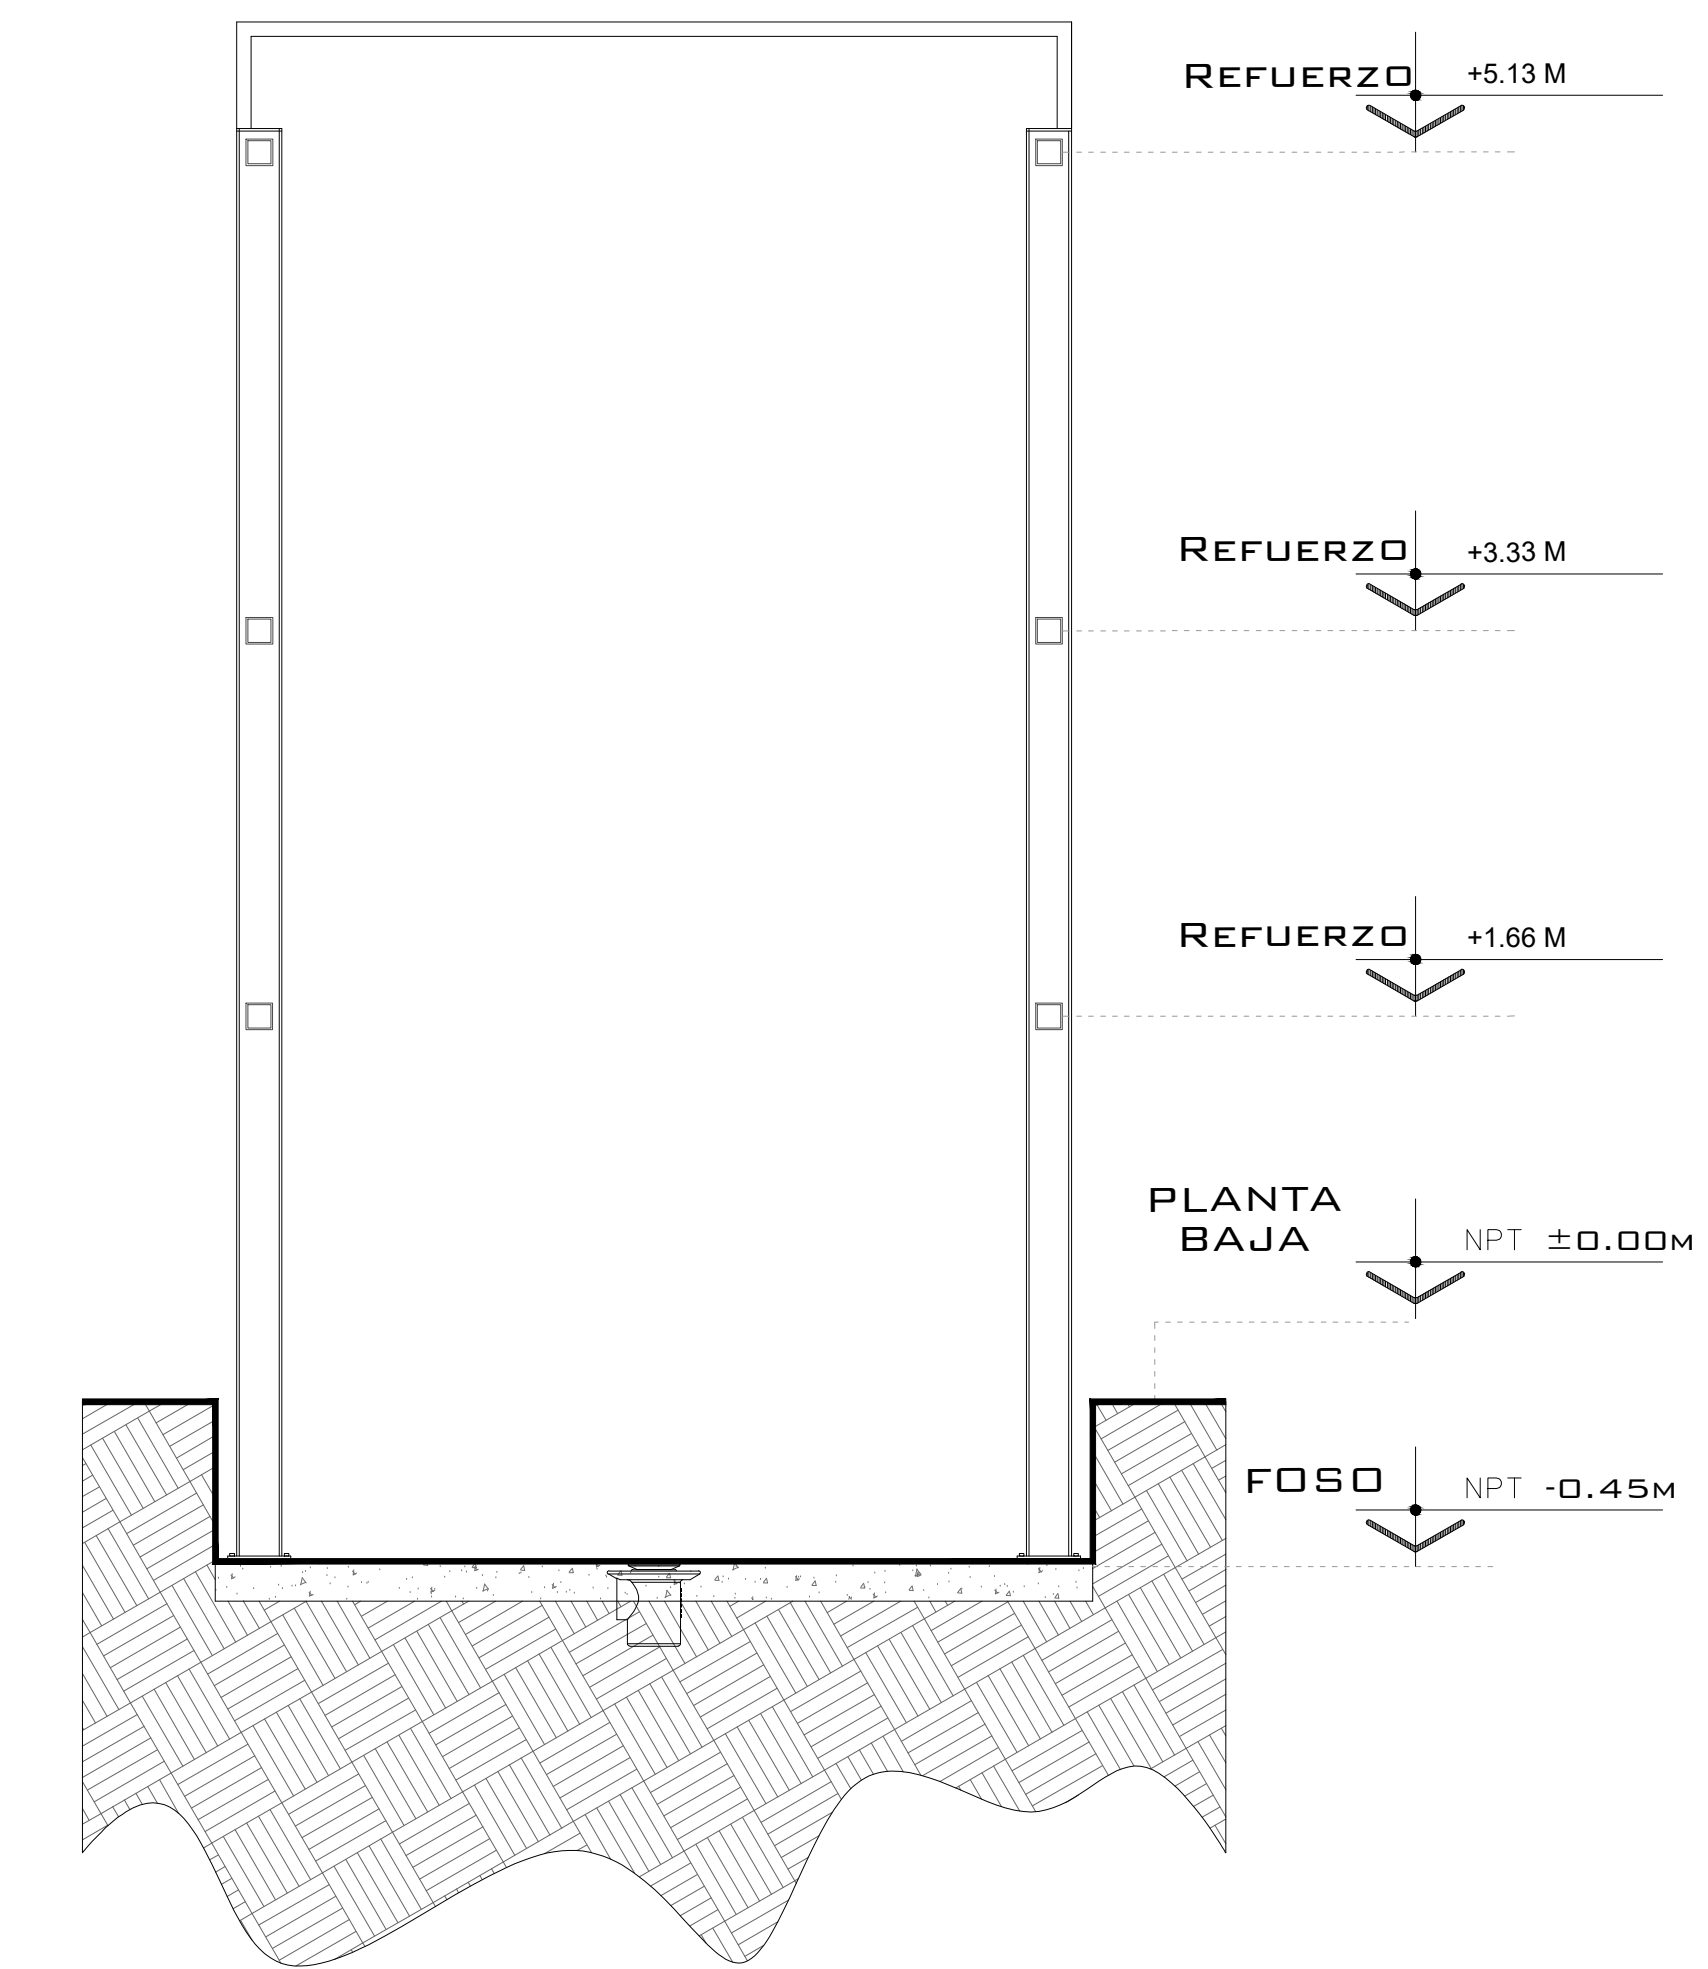 REFUERZO +5.13 M
REFUERZO +3.33 M
REFUERZO +1.66 M
PLANTA
BAJA
NPT ±0.00M
FOSO NPT -0.45M